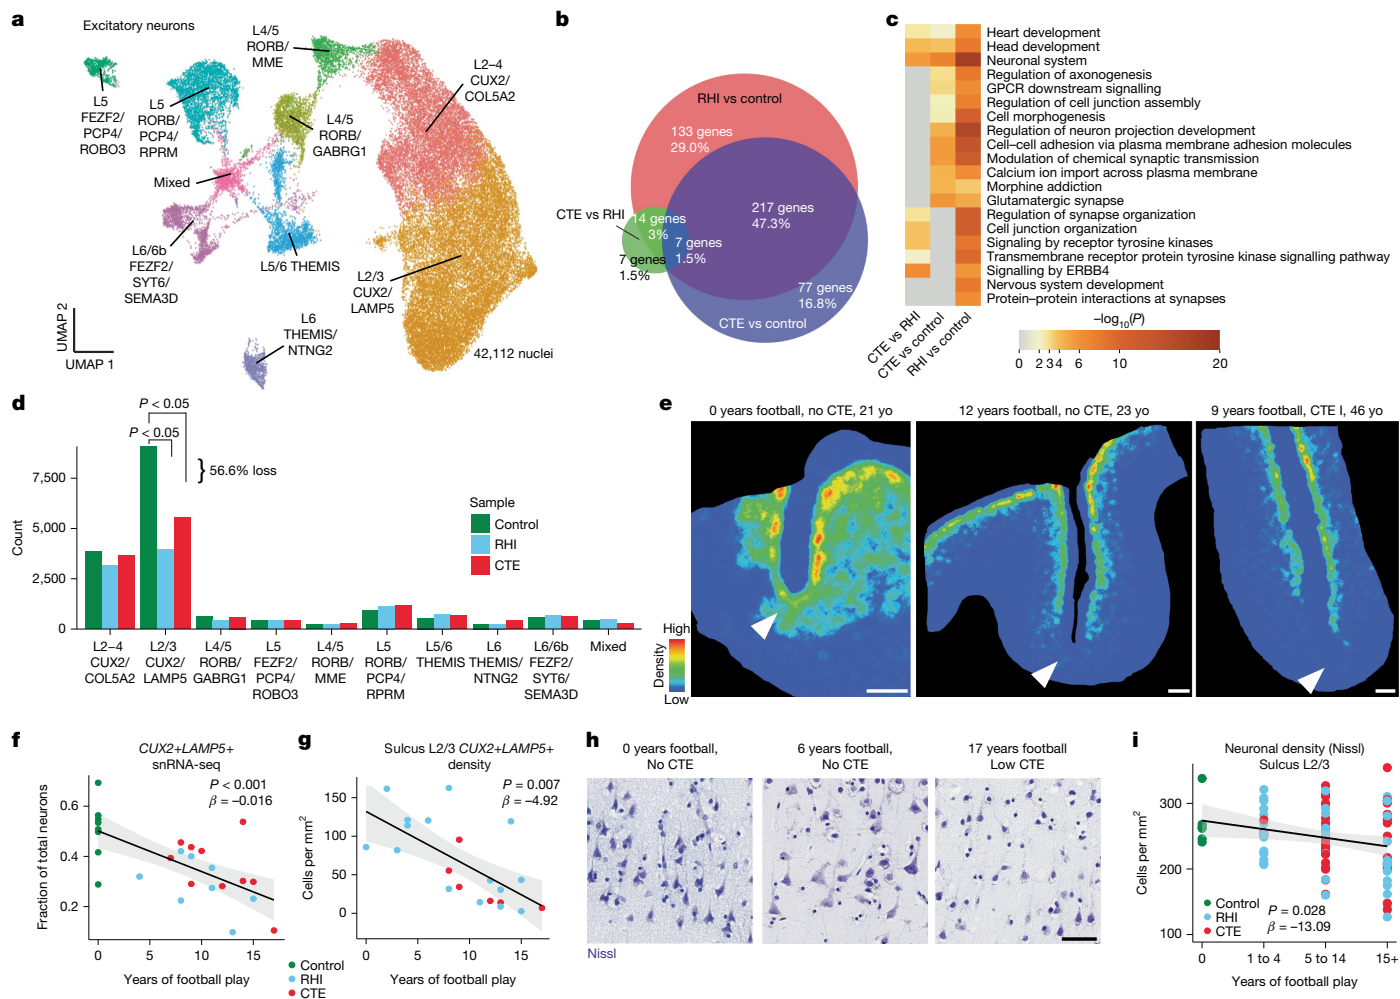 a
Excitatory neurons
L4/5
RORB/
MME
L2–4
CUX2/
COL5A2
L5
FEZF2/
PCP4/
ROBO3
L5
RORB/
PCP4/
RPRM
L4/5
RORB/
GABRG1
Mixed
L6/6b
FEZF2/
SYT6/
SEMA3D
L5/6 THEMIS
L2/3
CUX2/
LAMP5
L6
THEMIS/
NTNG2
42,112 nuclei
UMAP 2
UMAP 1
b
RHI vs control
133 genes
29.0%
217 genes
47.3%
CTE vs RHI
14 genes
3%
7 genes
1.5%
7 genes
1.5%
77 genes
16.8%
CTE vs control
c
Heart development
Head development
Neuronal system
Regulation of axonogenesis
GPCR downstream signalling
Regulation of cell junction assembly
Cell morphogenesis
Regulation of neuron projection development
Cell–cell adhesion via plasma membrane adhesion molecules
Modulation of chemical synaptic transmission
Calcium ion import across plasma membrane
Morphine addiction
Glutamatergic synapse
Regulation of synapse organization
Cell junction organization
Signaling by receptor tyrosine kinases
Transmembrane receptor protein tyrosine kinase signalling pathway
Signalling by ERBB4
Nervous system development
Protein–protein interactions at synapses
CTE vs RHI
CTE vs control
RHI vs control
–log10(P)
0 2 3 4 6 10 20
d
P < 0.05
P < 0.05
56.6% loss
Count
7,500
5,000
2,500
0
Sample
Control
RHI
CTE
L2–4
CUX2/
COL5A2
L2/3
CUX2/
LAMP5
L4/5
RORB/
GABRG1
L5
FEZF2/
PCP4/
ROBO3
L4/5
RORB/
MME
L5
RORB/
PCP4/
RPRM
L5/6
THEMIS
L6
THEMIS/
NTNG2
L6/6b
FEZF2/
SYT6/
SEMA3D
Mixed
e
0 years football, no CTE, 21 yo
12 years football, no CTE, 23 yo
9 years football, CTE I, 46 yo
High
Density
Low
f
CUX2+LAMP5+
snRNA-seq
P < 0.001
β = –0.016
Fraction of total neurons
0.6
0.4
0.2
0 5 10 15
Years of football play
Control
RHI
CTE
g
Sulcus L2/3 CUX2+LAMP5+
density
P = 0.007
β = –4.92
Cells per mm2
150
100
50
0
0 5 10 15
Years of football play
h
0 years football,
No CTE
6 years football,
No CTE
17 years football
Low CTE
Nissl
i
Neuronal density (Nissl)
Sulcus L2/3
Cells per mm2
300
200
100
Control
RHI
CTE
P = 0.028
β = –13.09
0 1 to 4 5 to 14 15+
Years of football play